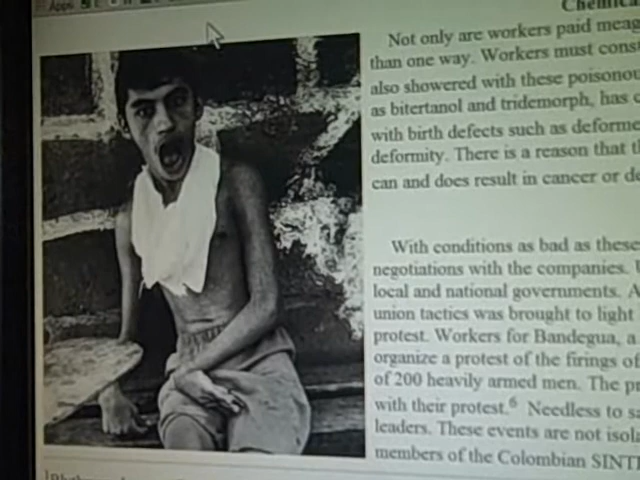 Apps
Chemical
Not only are workers paid meag
than one way. Workers must cons
also showered with these poisonou
as bitertanol and tridemorph, has
with birth defects such as deforme
deformity. There is a reason that t
can and does result in cancer or de
With conditions as bad as these
negotiations with the companies.
local and national governments. A
union tactics was brought to light
protest. Workers for Bandegua, a
organize a protest of the firings of
of 200 heavily armed men. The p
with their protest.⁶ Needless to sa
leaders. These events are not isola
members of the Colombian SINT